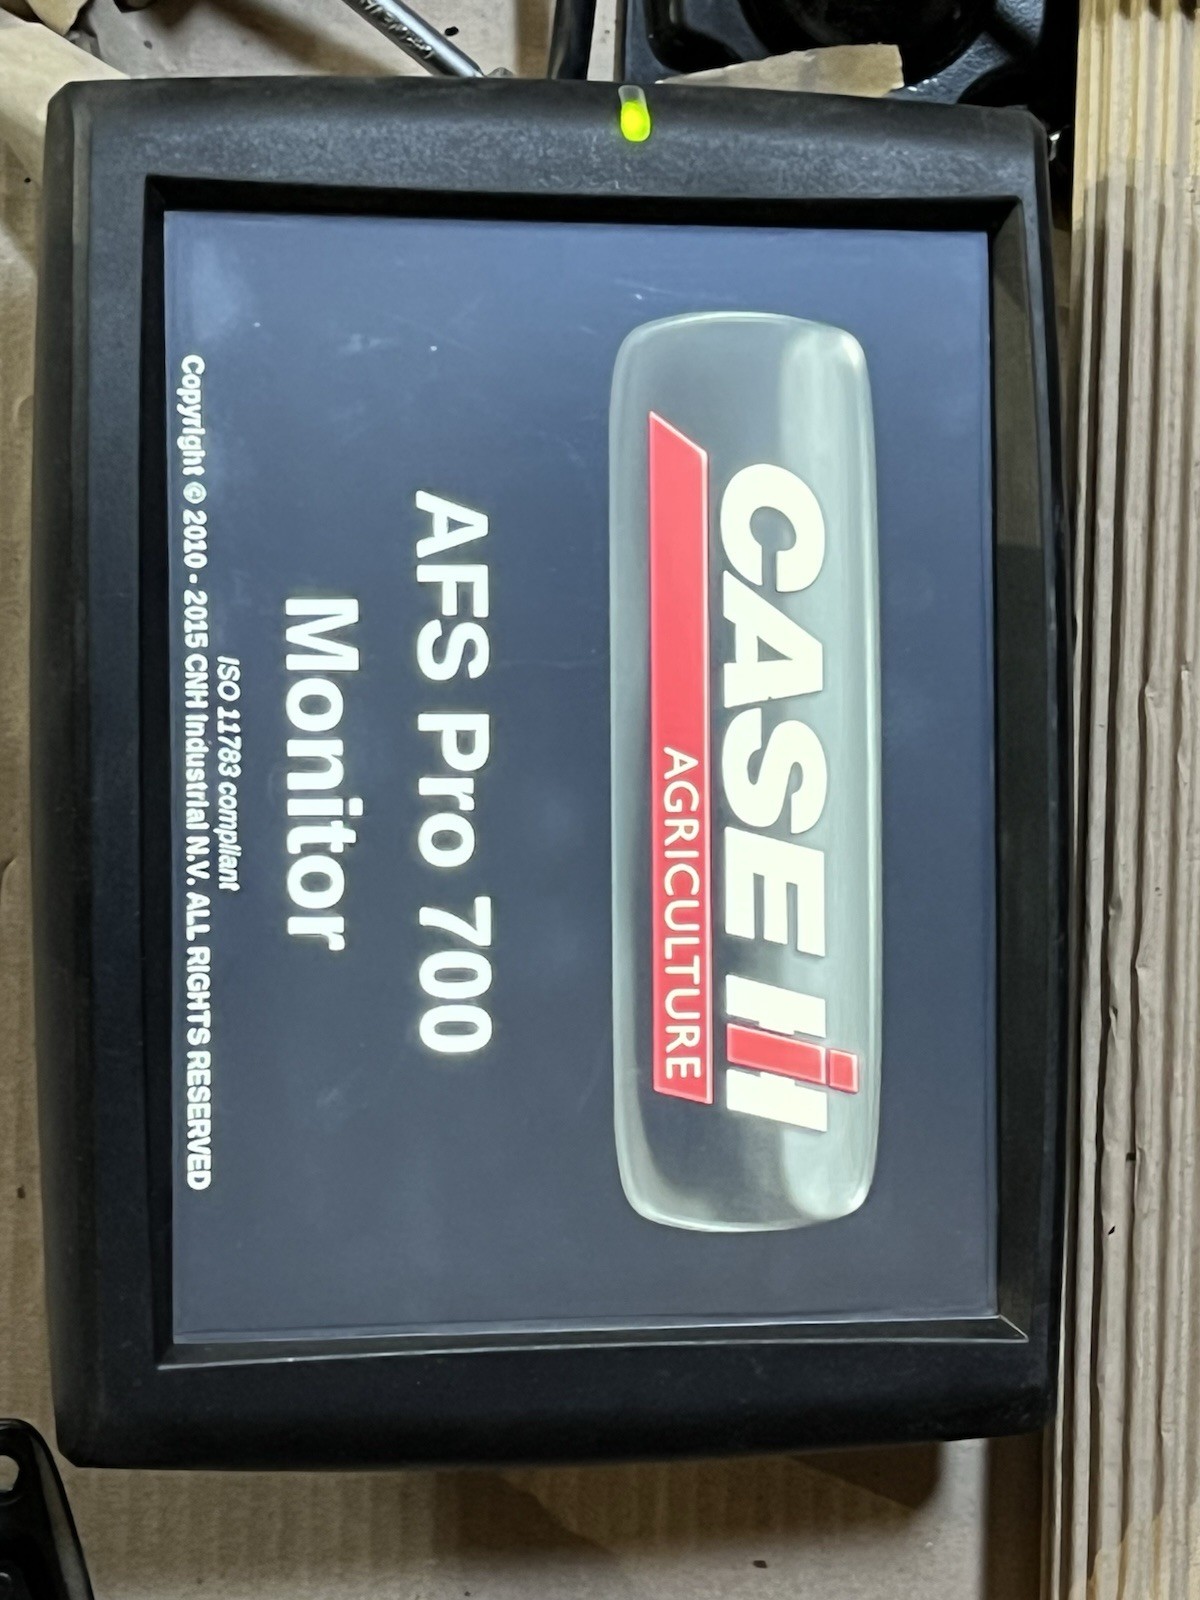 CASE IH
AGRICULTURE
AFS Pro 700
Monitor
ISO 11783 compliant
Copyright © 2010 - 2015 CNH Industrial N.V. ALL RIGHTS RESERVED